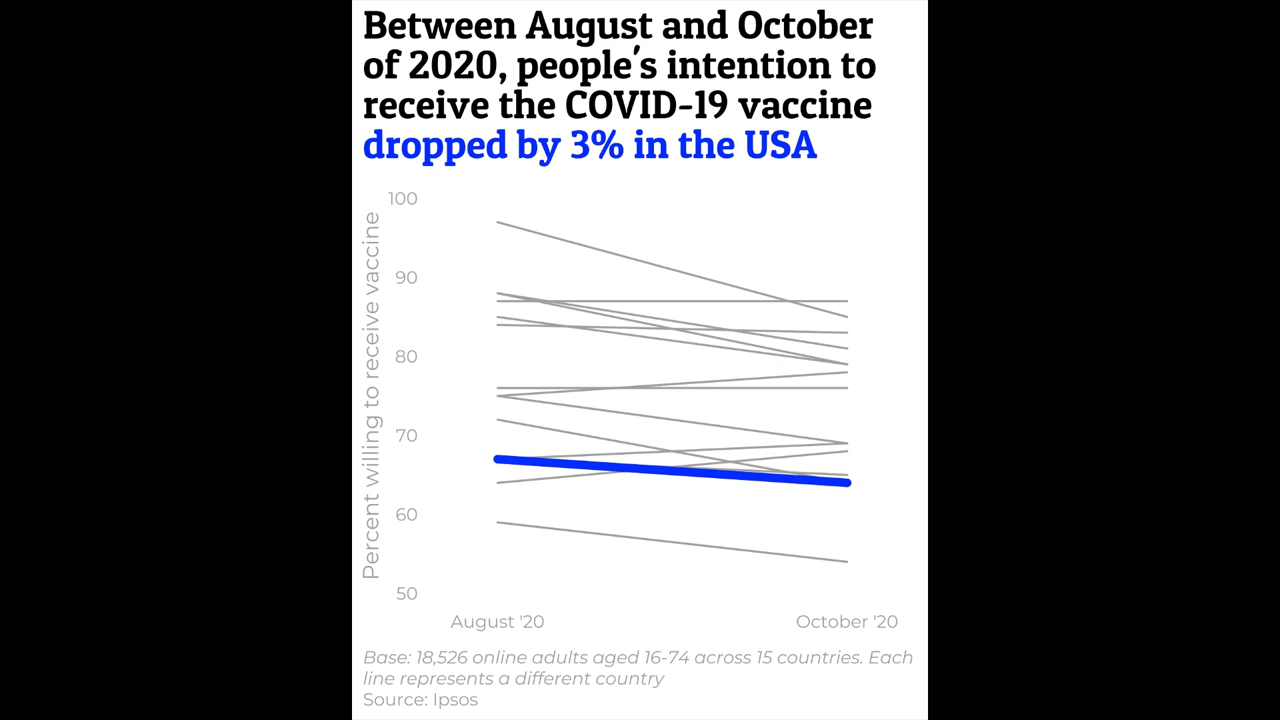 Between August and October
of 2020, people's intention to
receive the COVID-19 vaccine
dropped by 3% in the USA
Percent willing to receive vaccine
100
90
80
70
60
50
August '20
October '20
Base: 18,526 online adults aged 16-74 across 15 countries. Each
line represents a different country
Source: Ipsos